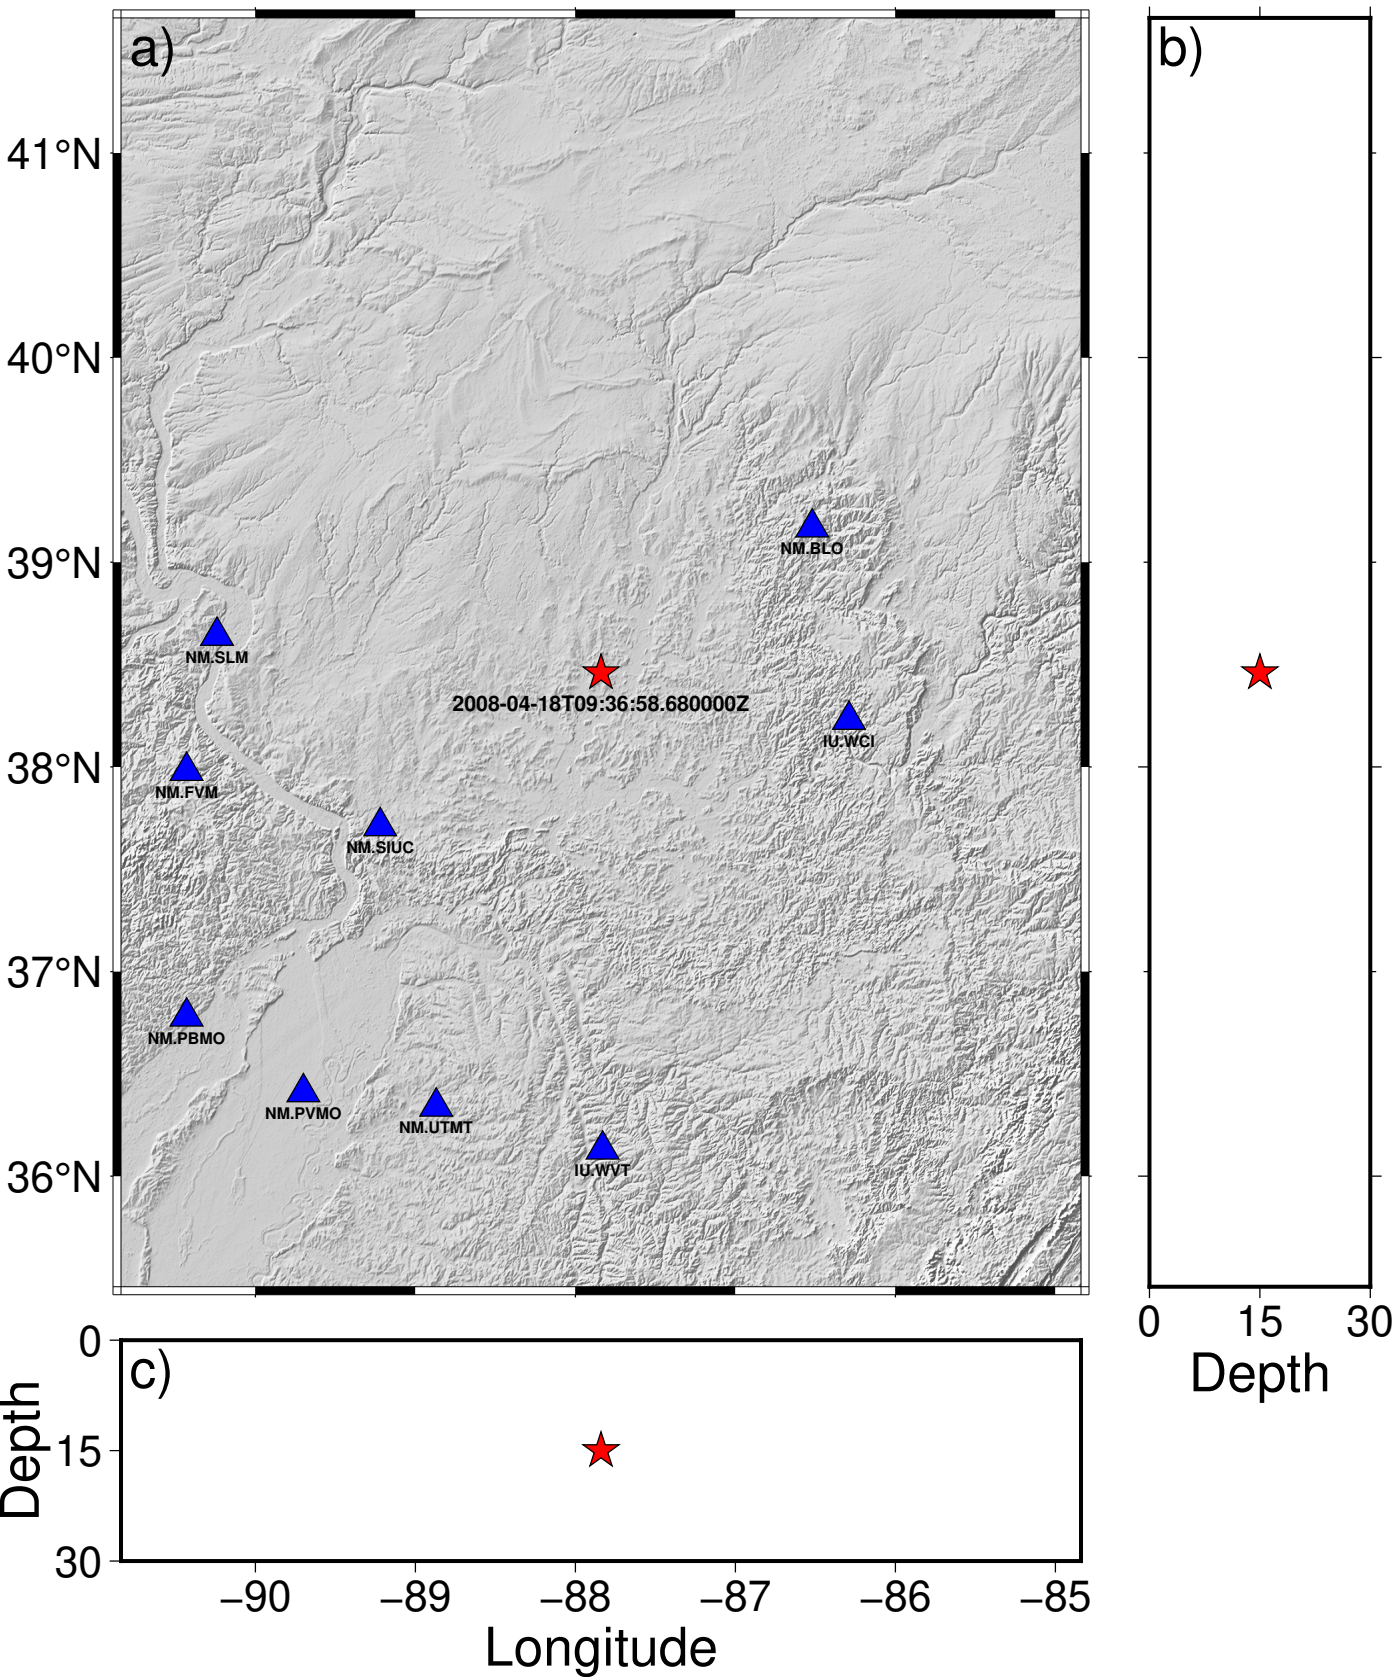 a)
b)
41°N
40°N
39°N
38°N
37°N
36°N
NM.BLO
NM.SLM
2008-04-18T09:36:58.680000Z
IU.WCI
NM.FVM
NM.SIUC
NM.PBMO
NM.PVMO
NM.UTMT
IU.WVT
0 15 30
Depth
c)
0
15
30
Depth
−90 −89 −88 −87 −86 −85
Longitude